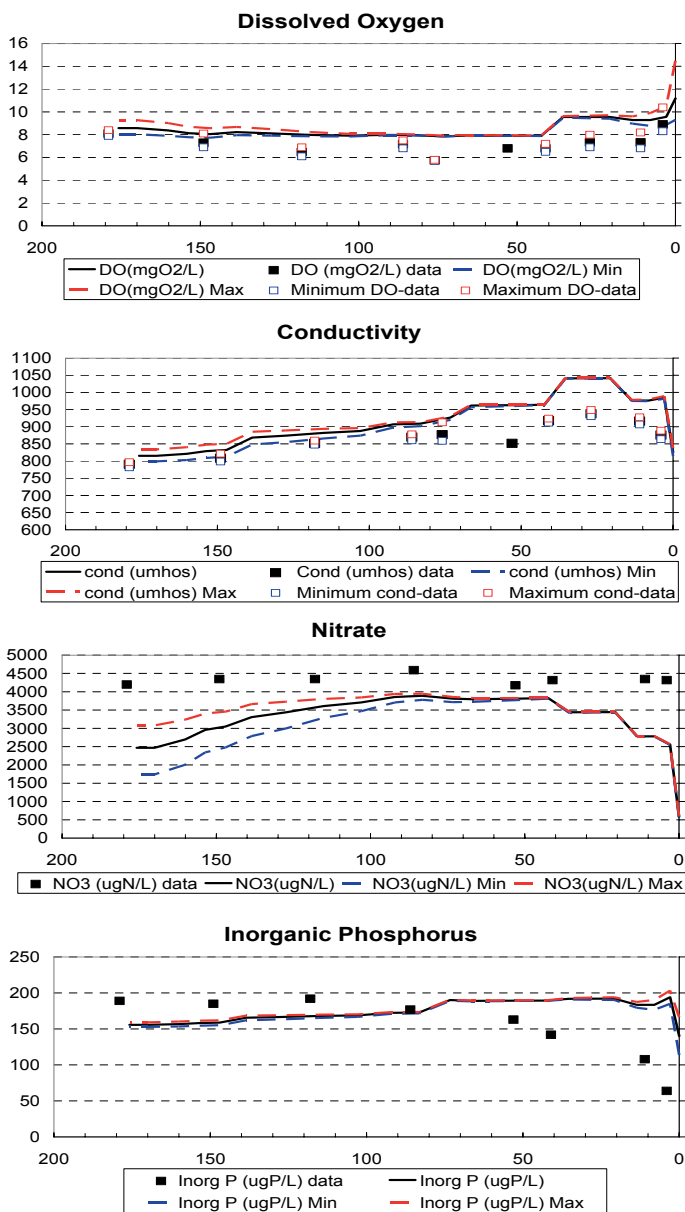 Dissolved Oxygen
16
14
12
10
8
6
4
2
0
200 150 100 50 0
DO(mgO2/L) DO (mgO2/L) data DO(mgO2/L) Min
DO(mgO2/L) Max Minimum DO-data Maximum DO-data
Conductivity
1100
1050
1000
950
900
850
800
750
700
650
600
200 150 100 50 0
cond (umhos) Cond (umhos) data cond (umhos) Min
cond (umhos) Max Minimum cond-data Maximum cond-data
Nitrate
5000
4500
4000
3500
3000
2500
2000
1500
1000
500
0
200 150 100 50 0
NO3 (ugN/L) data NO3(ugN/L) NO3(ugN/L) Min NO3(ugN/L) Max
Inorganic Phosphorus
250
200
150
100
50
0
200 150 100 50 0
Inorg P (ugP/L) data Inorg P (ugP/L)
Inorg P (ugP/L) Min Inorg P (ugP/L) Max